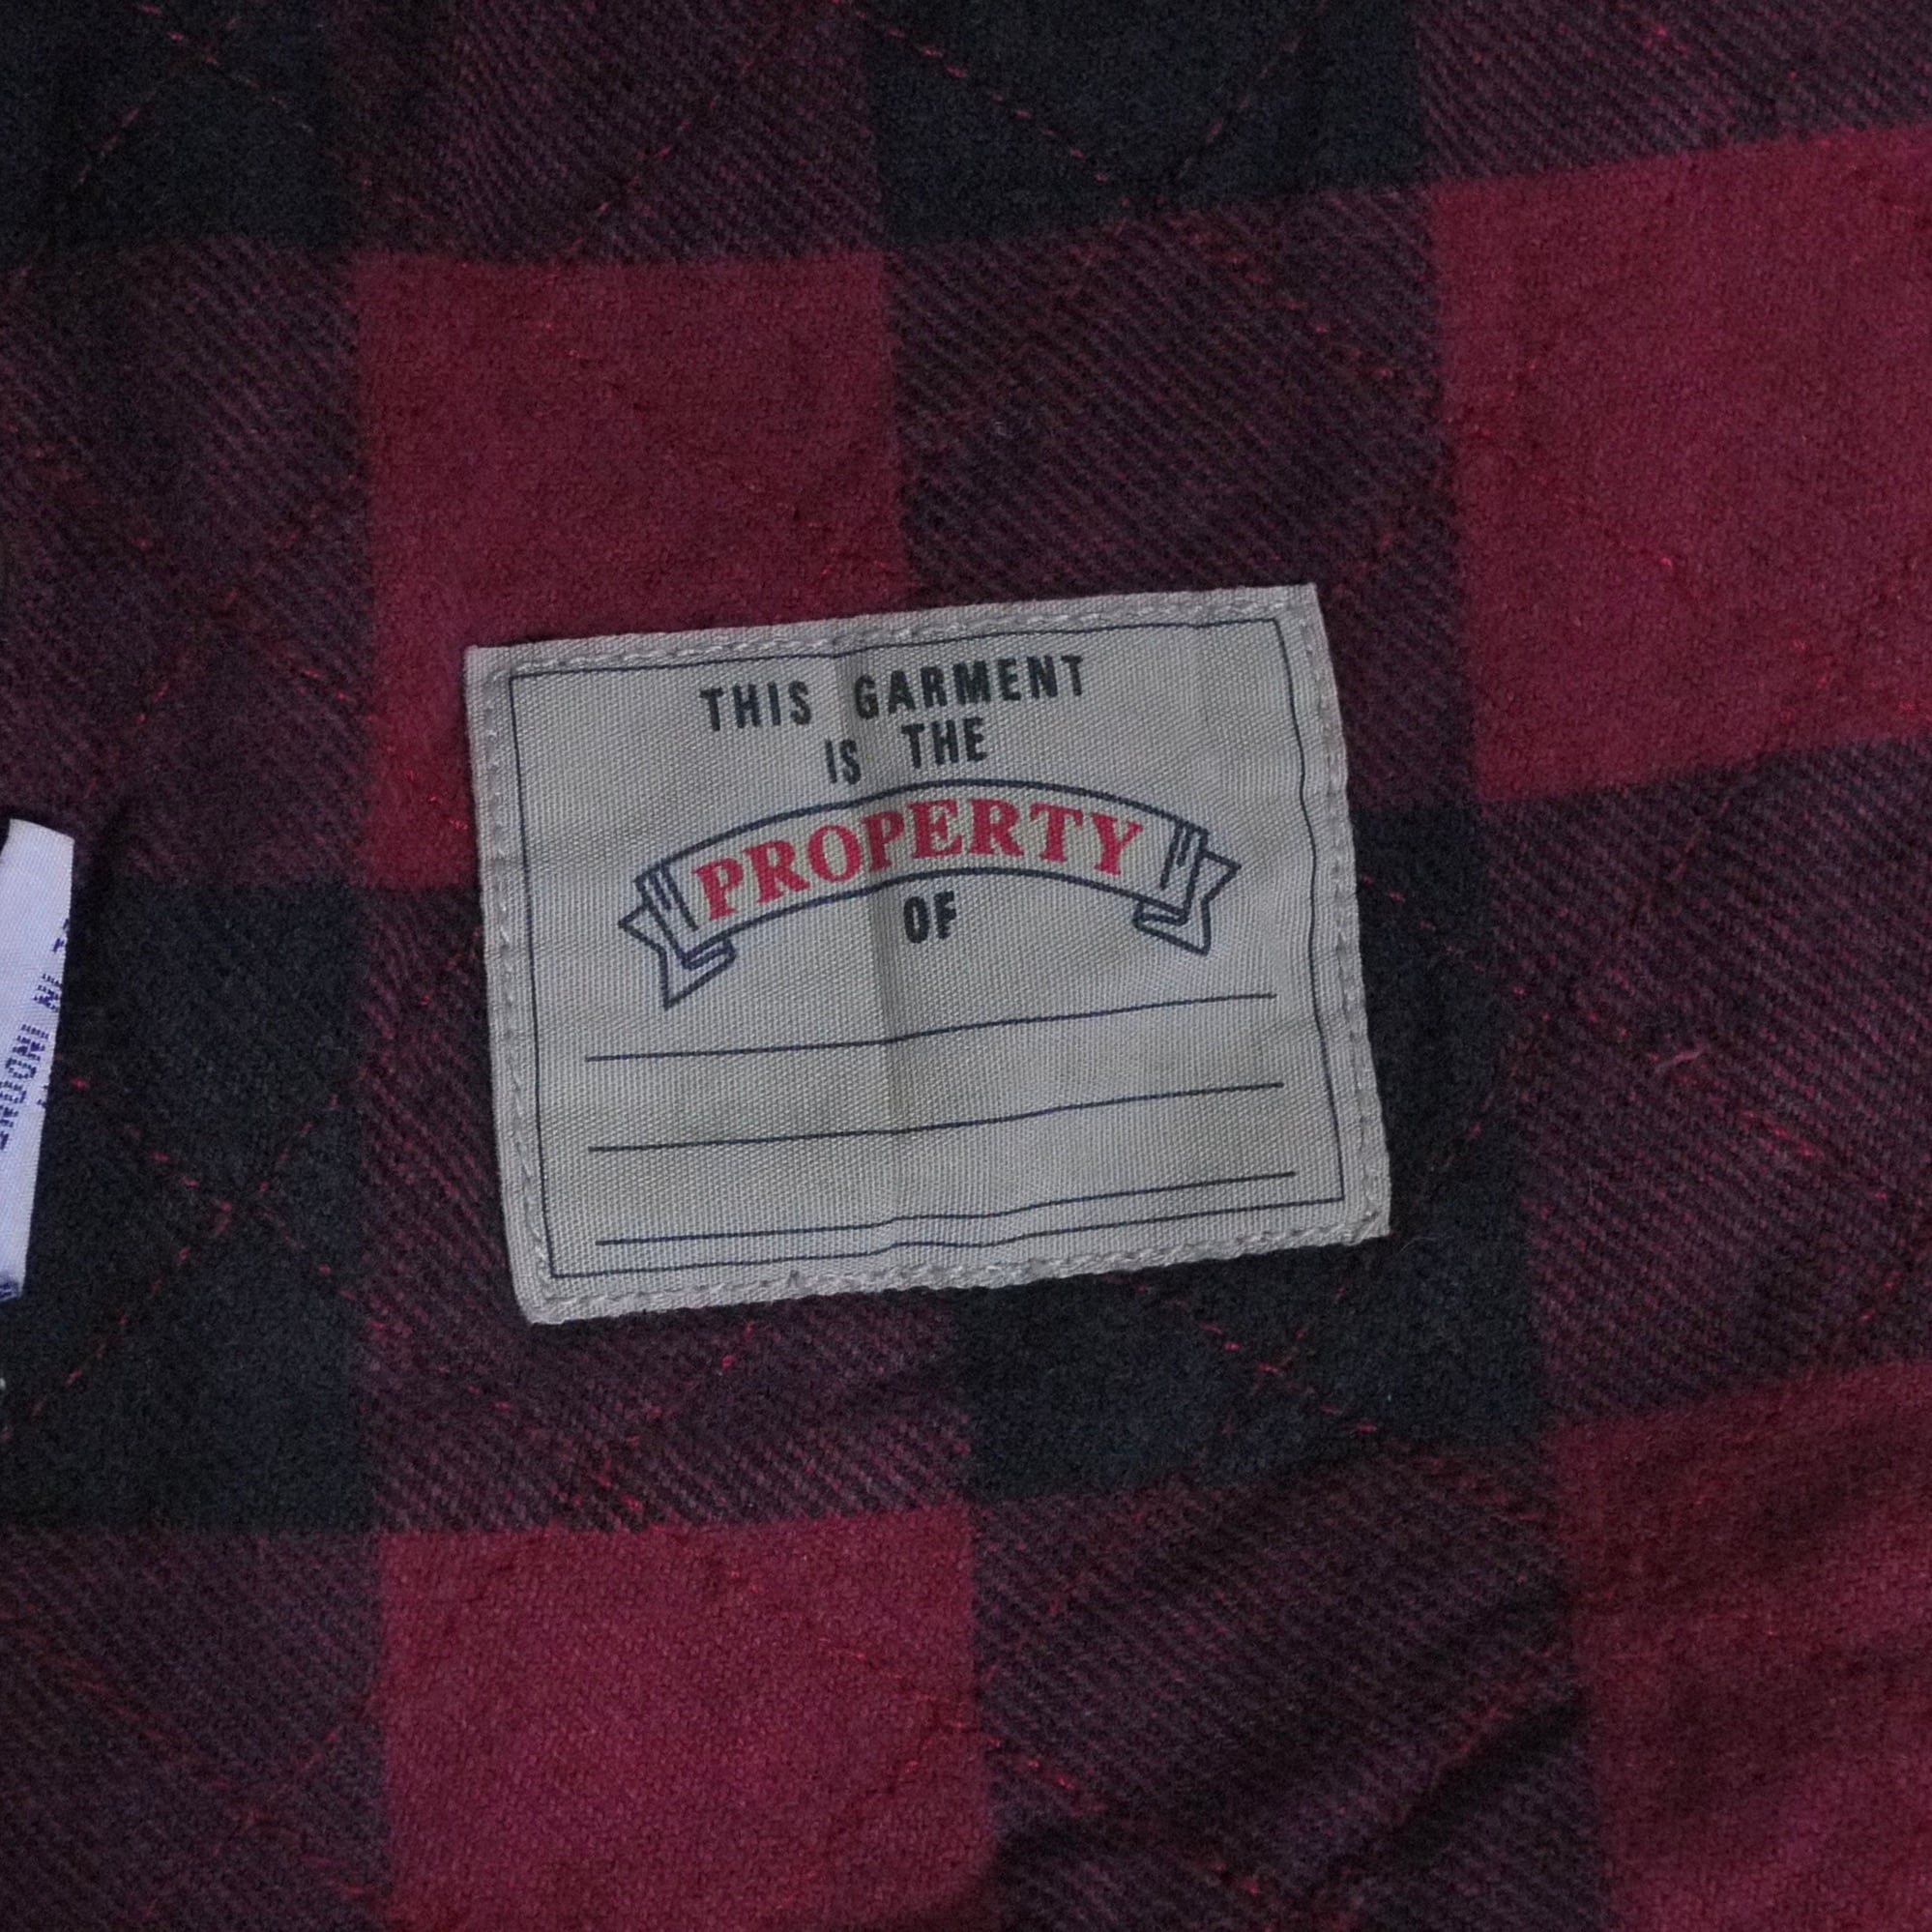 THIS GARMENT
IS THE
PROPERTY
OF